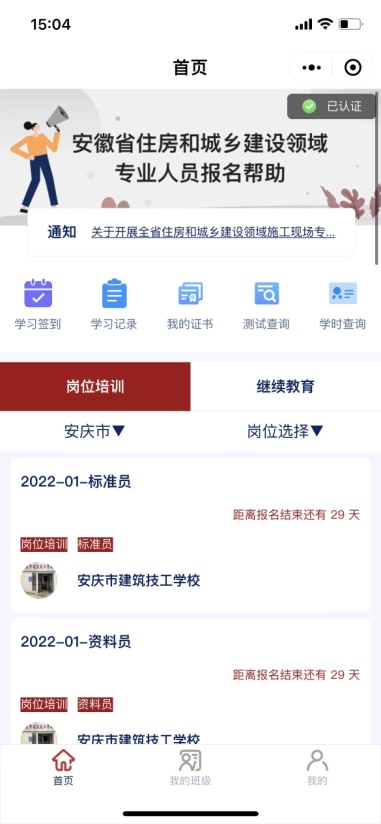 15:04
首页
已认证
安徽省住房和城乡建设领域
专业人员报名帮助
通知 关于开展全省住房和城乡建设领域施工现场专...
学习签到 学习记录 我的证书 测试查询 学时查询
岗位培训 继续教育
安庆市▼ 岗位选择▼
2022-01-标准员
距离报名结束还有 29 天
岗位培训 标准员
安庆市建筑技工学校
2022-01-资料员
距离报名结束还有 29 天
岗位培训 资料员
安庆市建筑技工学校
首页 我的班级 我的